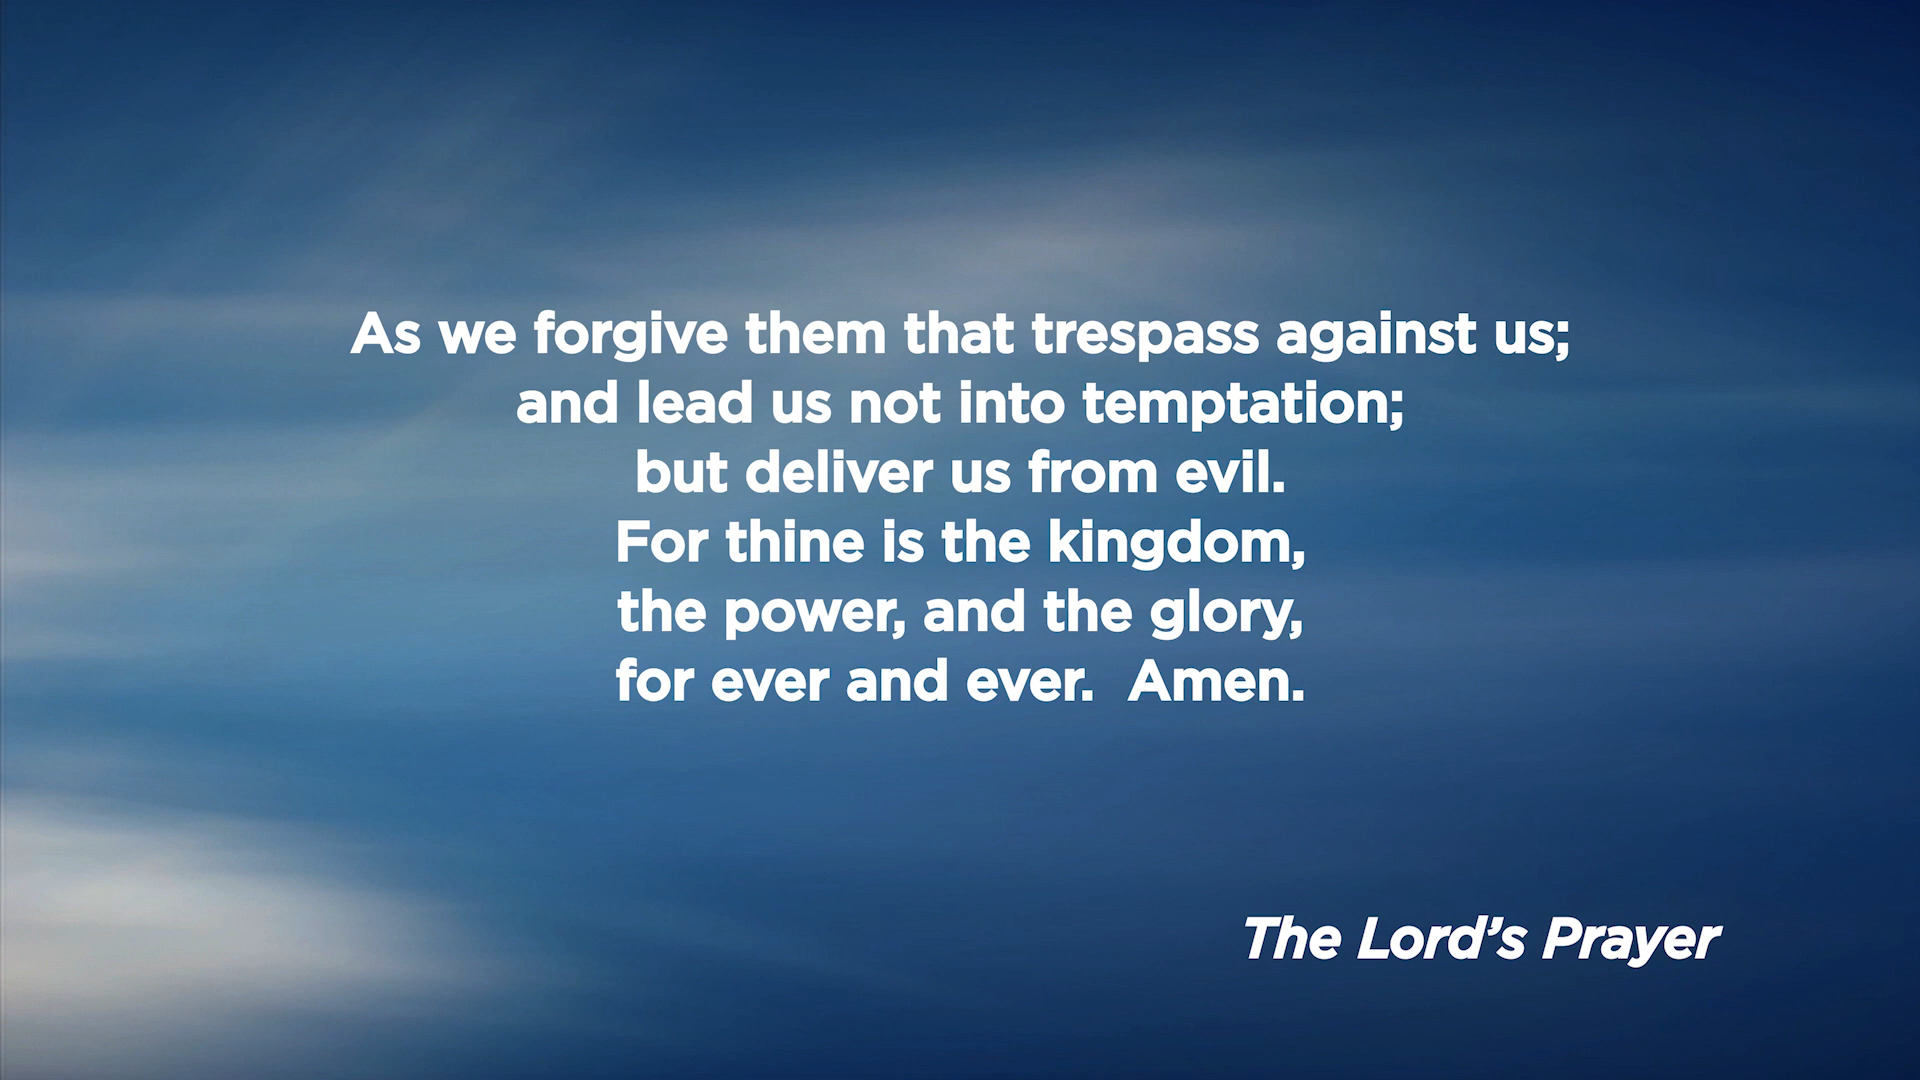 As we forgive them that trespass against us;
and lead us not into temptation;
but deliver us from evil.
For thine is the kingdom,
the power, and the glory,
for ever and ever.  Amen.
The Lord’s Prayer